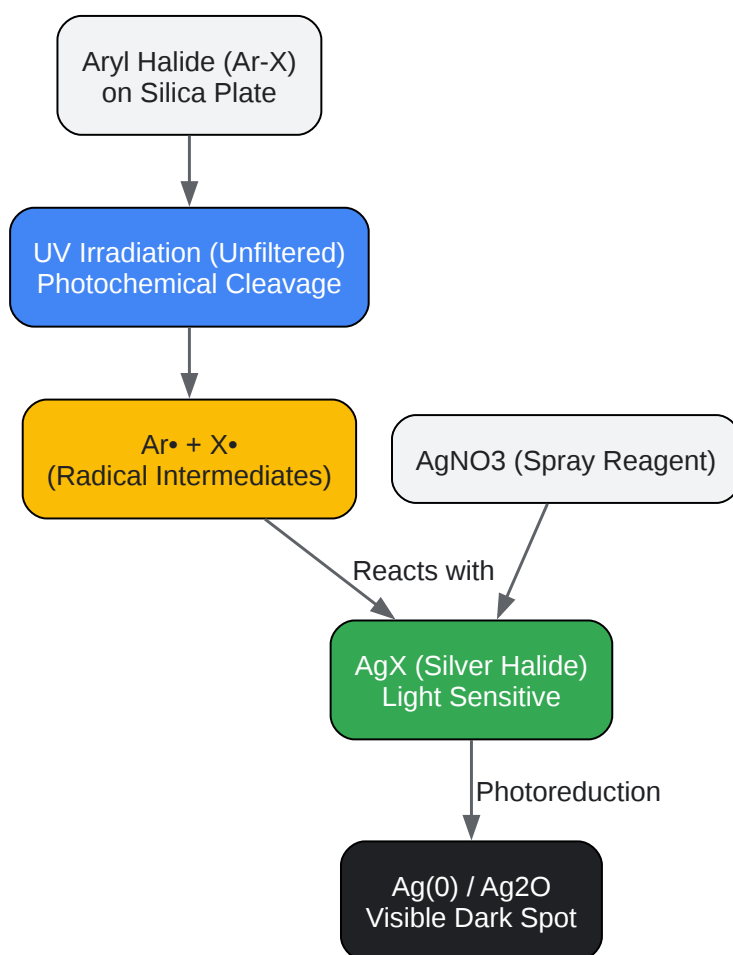 Aryl Halide (Ar-X)
on Silica Plate
UV Irradiation (Unfiltered)
Photochemical Cleavage
Ar• + X•
(Radical Intermediates)
AgNO3 (Spray Reagent)
Reacts with
AgX (Silver Halide)
Light Sensitive
Photoreduction
Ag(0) / Ag2O
Visible Dark Spot